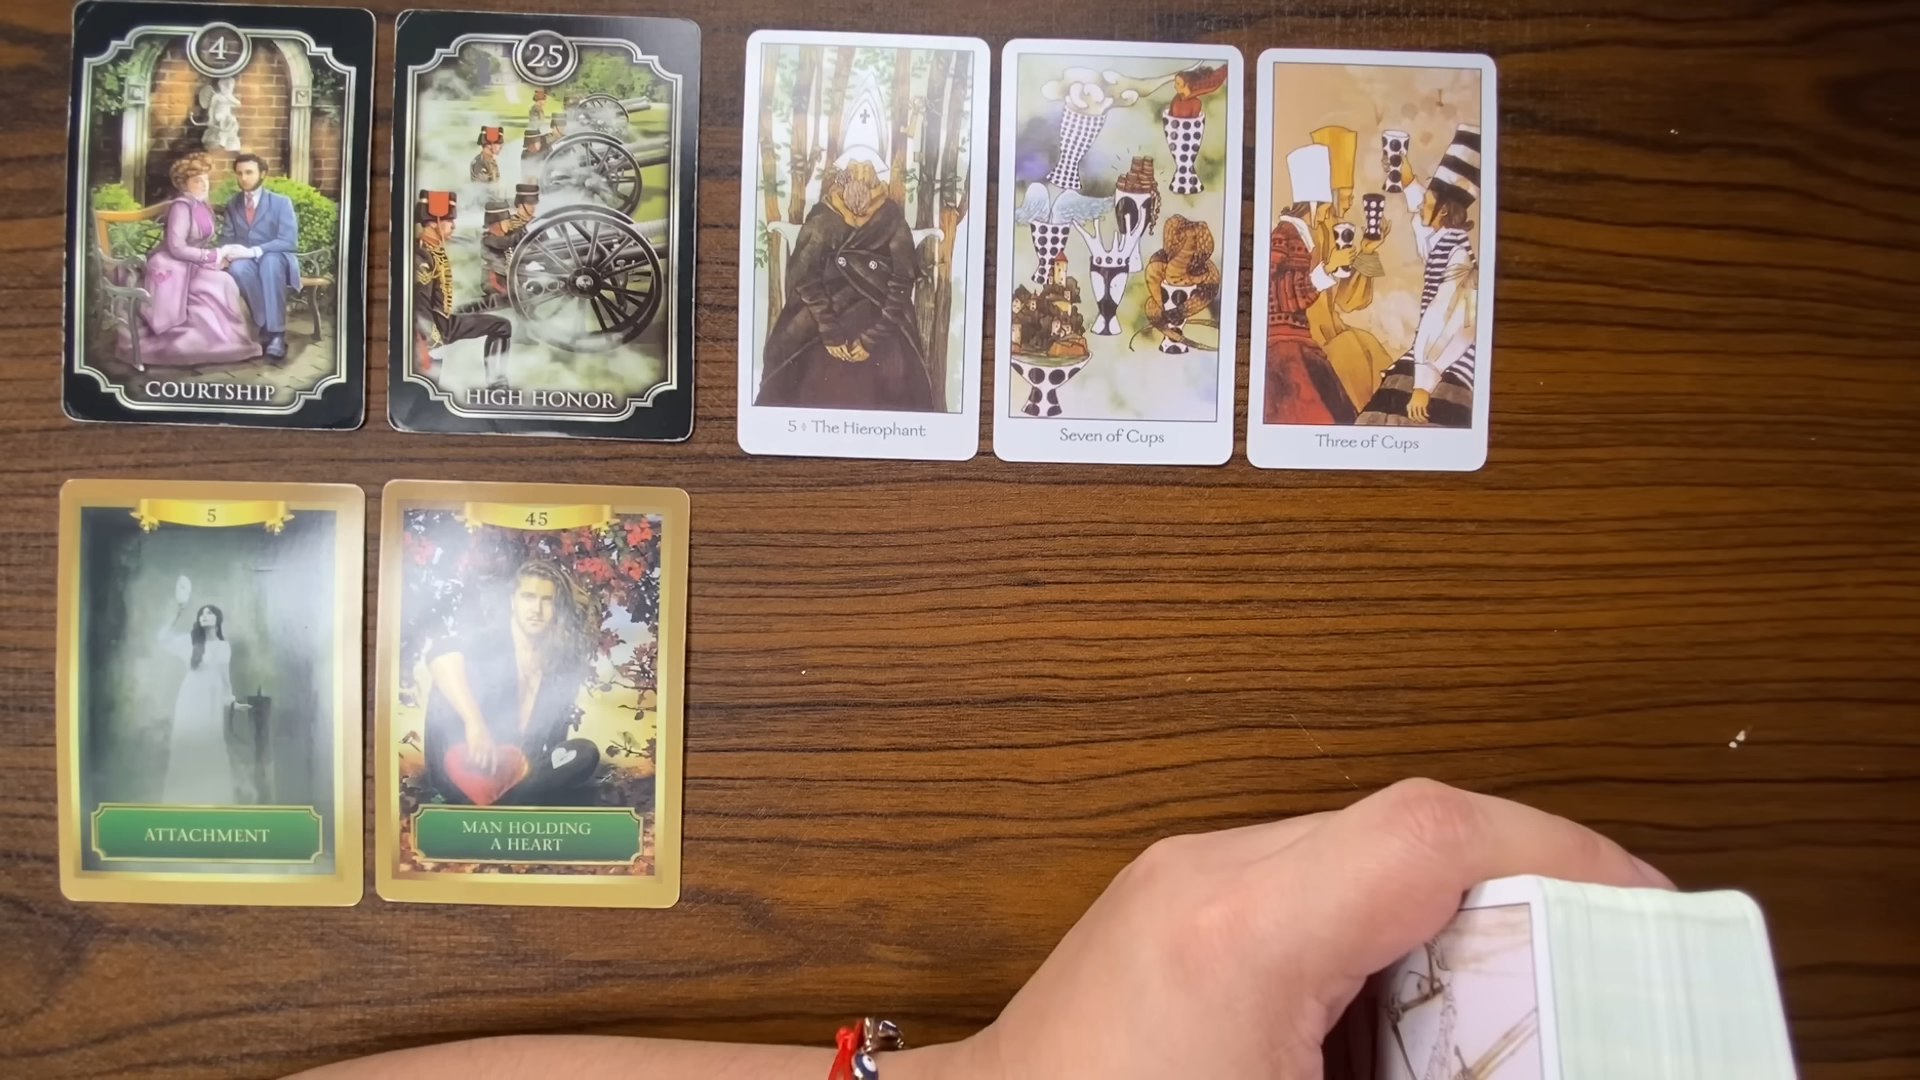 4
COURTSHIP
25
HIGH HONOR
5 ♀ The Hierophant
Seven of Cups
Three of Cups
5
ATTACHMENT
45
MAN HOLDING
A HEART